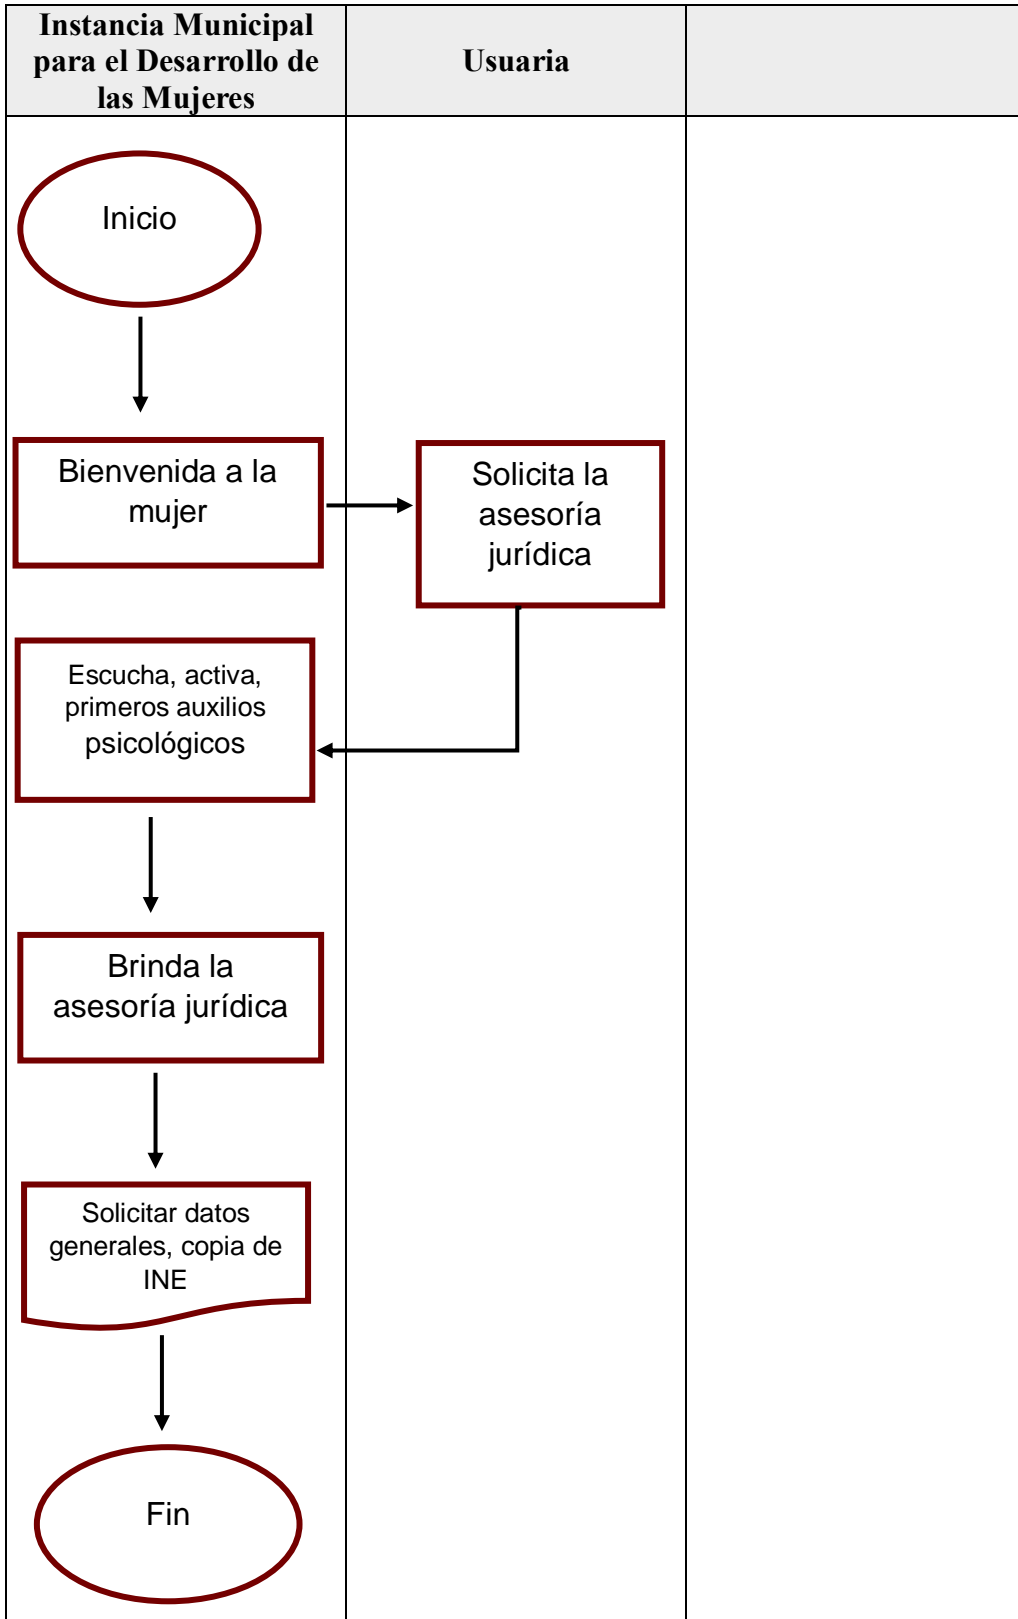 Instancia Municipal
para el Desarrollo de
las Mujeres
Usuaria
Inicio
Bienvenida a la
mujer
Solicita la
asesoría
jurídica
Escucha, activa,
primeros auxilios
psicológicos
Brinda la
asesoría jurídica
Solicitar datos
generales, copia de
INE
Fin